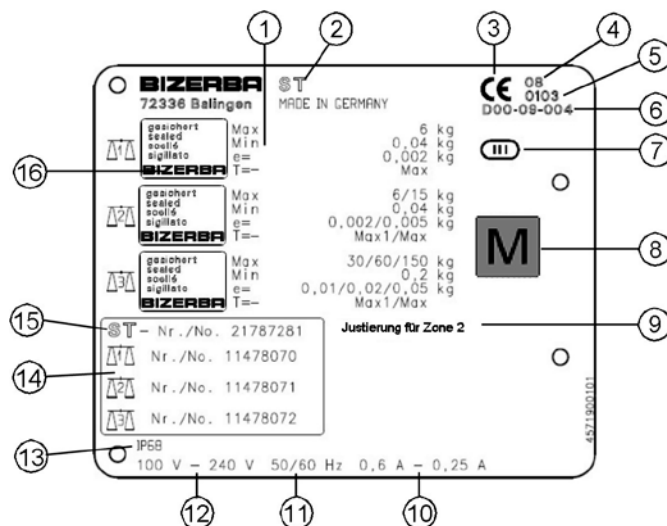 1 2 3 4 5
BIZERBA ST CE 08
72336 Balingen MADE IN GERMANY 0103
D00-09-004 6
gesichert Max 6 kg
sealed Min 0,04 kg III 7
scellé e= 0,002 kg
sigillato T=- Max
16 BIZERBA
1
gesichert Max 6/15 kg
sealed Min 0,04 kg
scellé e= 0,002/0,005 kg
sigillato T=- Max1/Max
BIZERBA
2
M 8
gesichert Max 30/60/150 kg
sealed Min 0,2 kg
scellé e= 0,01/0,02/0,05 kg
sigillato T=- Max1/Max
BIZERBA
3
15 ST - Nr./No. 21787281 Justierung für Zone 2 9
1 Nr./No. 11478070
14
2 Nr./No. 11478071
3 Nr./No. 11478072
4571900101
13 IP68
100 V - 240 V 50/60 Hz 0,6 A - 0,25 A
12 11 10